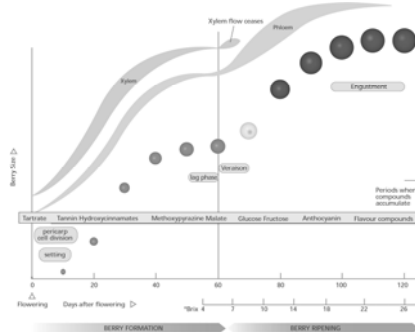 Xylem flow ceases
Phloem
Xylem
Engustment
Berry Size
Veraison
lag phase
Periods when
compounds
accumulate
Tartrate Tannin Hydroxycinnamates Methoxypyrazine Malate Glucose Fructose Anthocyanin Flavour compounds
pericarp
cell division
setting
0 20 40 60 80 100 120
Flowering Days after flowering
°Brix 4 7 10 14 18 22 26
BERRY FORMATION BERRY RIPENING